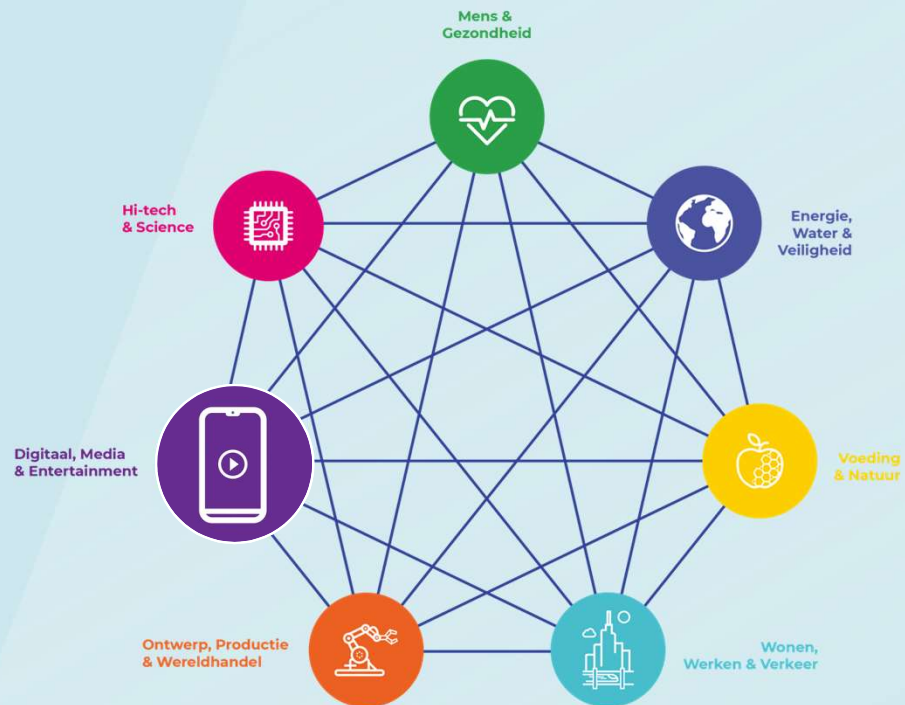 Mens &
Gezondheid
Hi-tech
& Science
Energie,
Water &
Veiligheid
Digitaal, Media
& Entertainment
Voeding
& Natuur
Ontwerp, Productie
& Wereldhandel
Wonen,
Werken & Verkeer